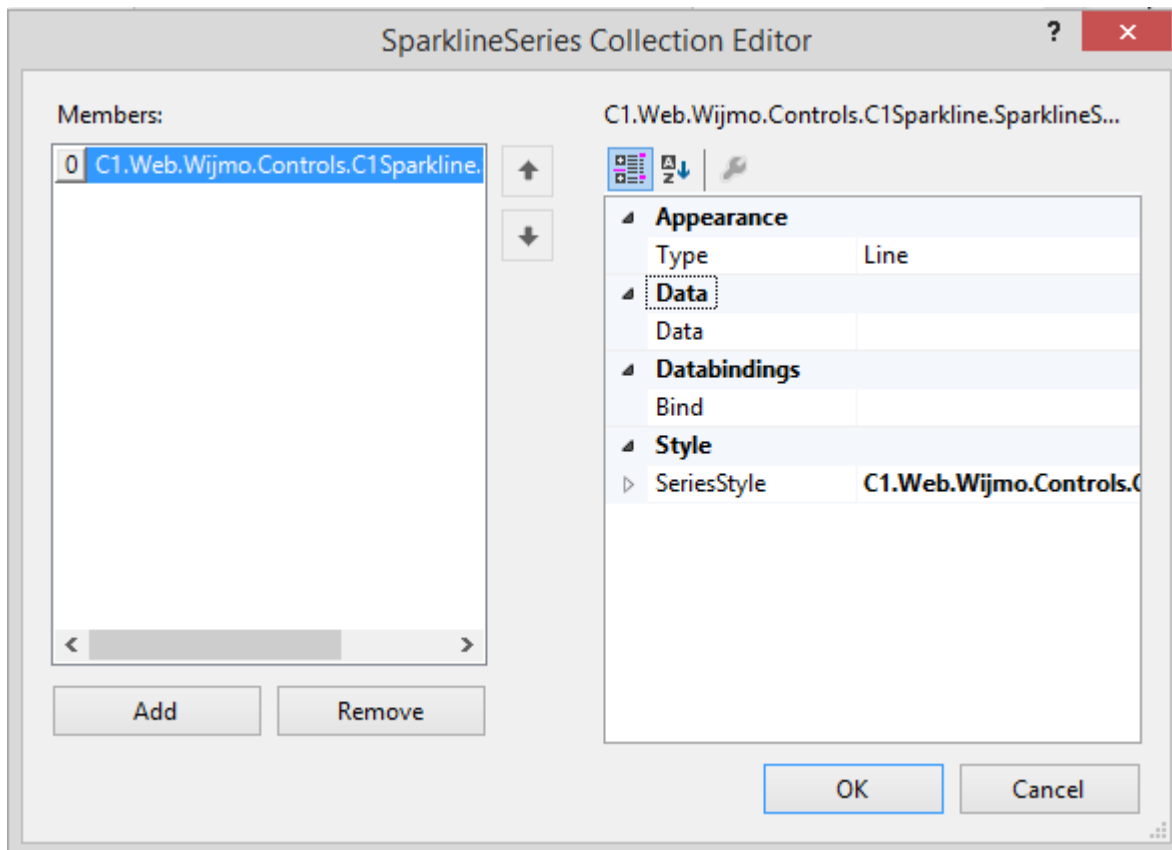 SparklineSeries Collection Editor
?
Members:
0 C1.Web.Wijmo.Controls.C1Sparkline.
Add
Remove
C1.Web.Wijmo.Controls.C1Sparkline.SparklineS...
Appearance
Type Line
Data
Data
Databindings
Bind
Style
SeriesStyle C1.Web.Wijmo.Controls.C
OK
Cancel